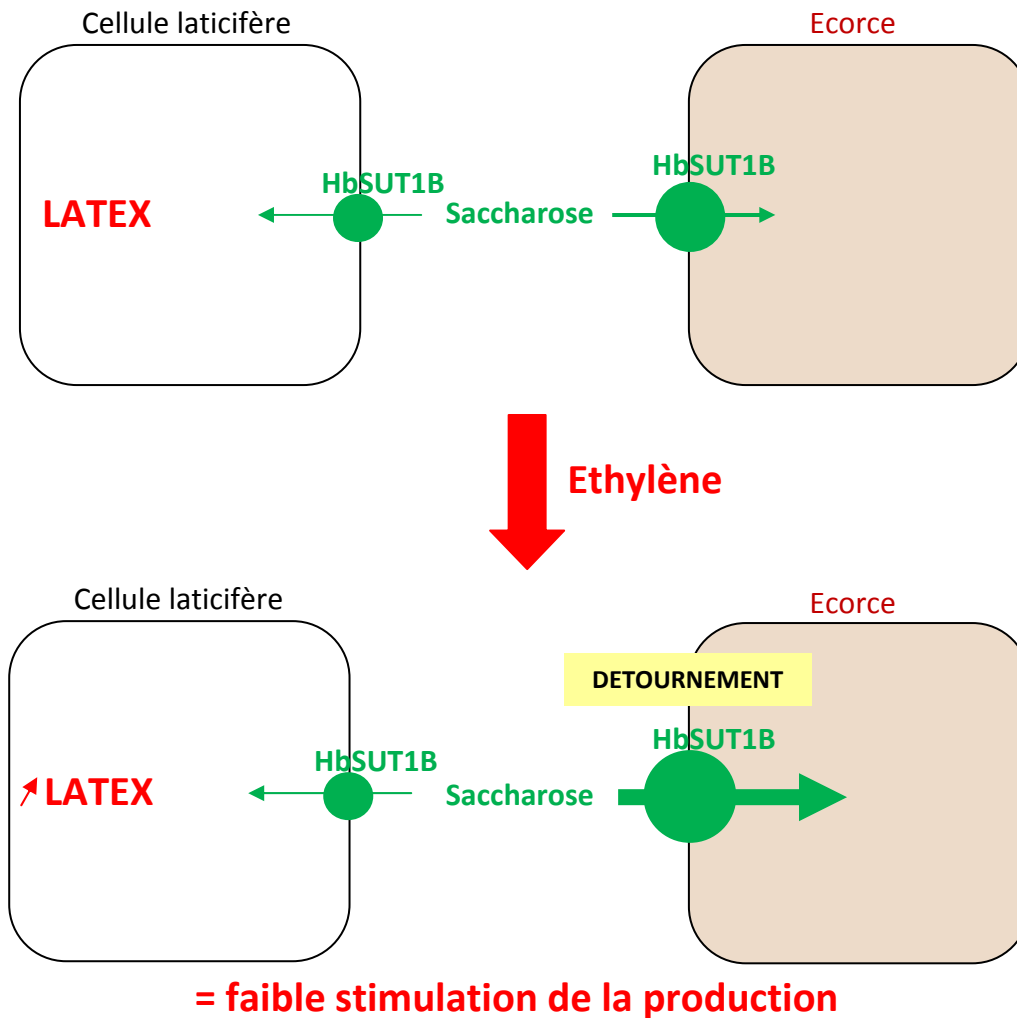 Cellule laticifère
Ecorce
HbSUT1B
HbSUT1B
LATEX
Saccharose
Ethylène
Cellule laticifère
Ecorce
DETOURNEMENT
HbSUT1B
HbSUT1B
LATEX
Saccharose
= faible stimulation de la production